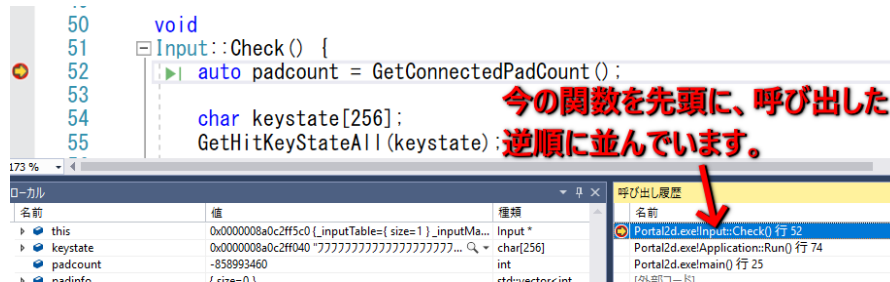 50 void
51 Input::Check() {
52 auto padcount = GetConnectedPadCount();
53
54 char keystate[256];
55 GetHitKeyStateAll(keystate);
今の関数を先頭に、呼び出した
逆順に並んでいます。
173 %
ローカル
名前 値 種類
this 0x0000008a0c2ff5c0 {_inputTable={ size=1 } _inputMa... Input *
keystate 0x0000008a0c2ff040 "フフフフフフフフフフフフフフフフフフフフフ... char[256]
padcount -858993460 int
padinfo { size=0 } std::vector<int
呼び出し履歴
名前
Portal2d.exe!Input::Check() 行 52
Portal2d.exe!Application::Run() 行 74
Portal2d.exe!main() 行 25
[外部コード]